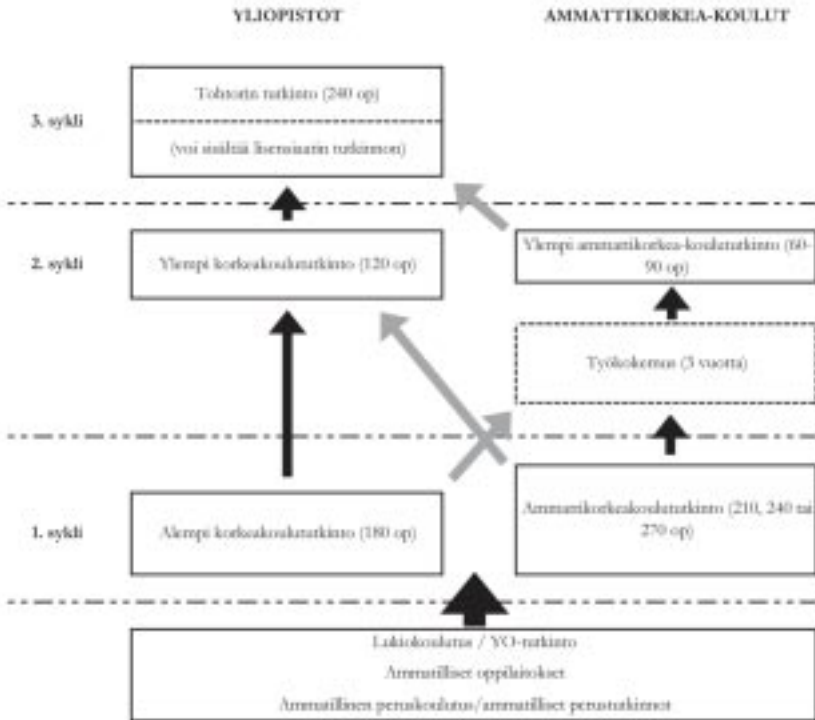 YLIOPISTOT
AMMATTIKORKEA-KOULUT
3. sykli
Tohtorin tutkinto (240 op)
(voi sisältää lisensiaatin tutkinnon)
2. sykli
Ylempi korkeakoulututkinto (120 op)
Ylempi ammattikorkea-koulututkinto (60-
90 op)
Työkokemus (3 vuotta)
1. sykli
Alempi korkeakoulututkinto (180 op)
Ammattikorkeakoulututkinto (210, 240 tai
270 op)
Lukiokoulutus / YO-tutkinto
Ammatilliset oppilaitokset
Ammatillinen peruskoulutus/ammatilliset perustutkinnot